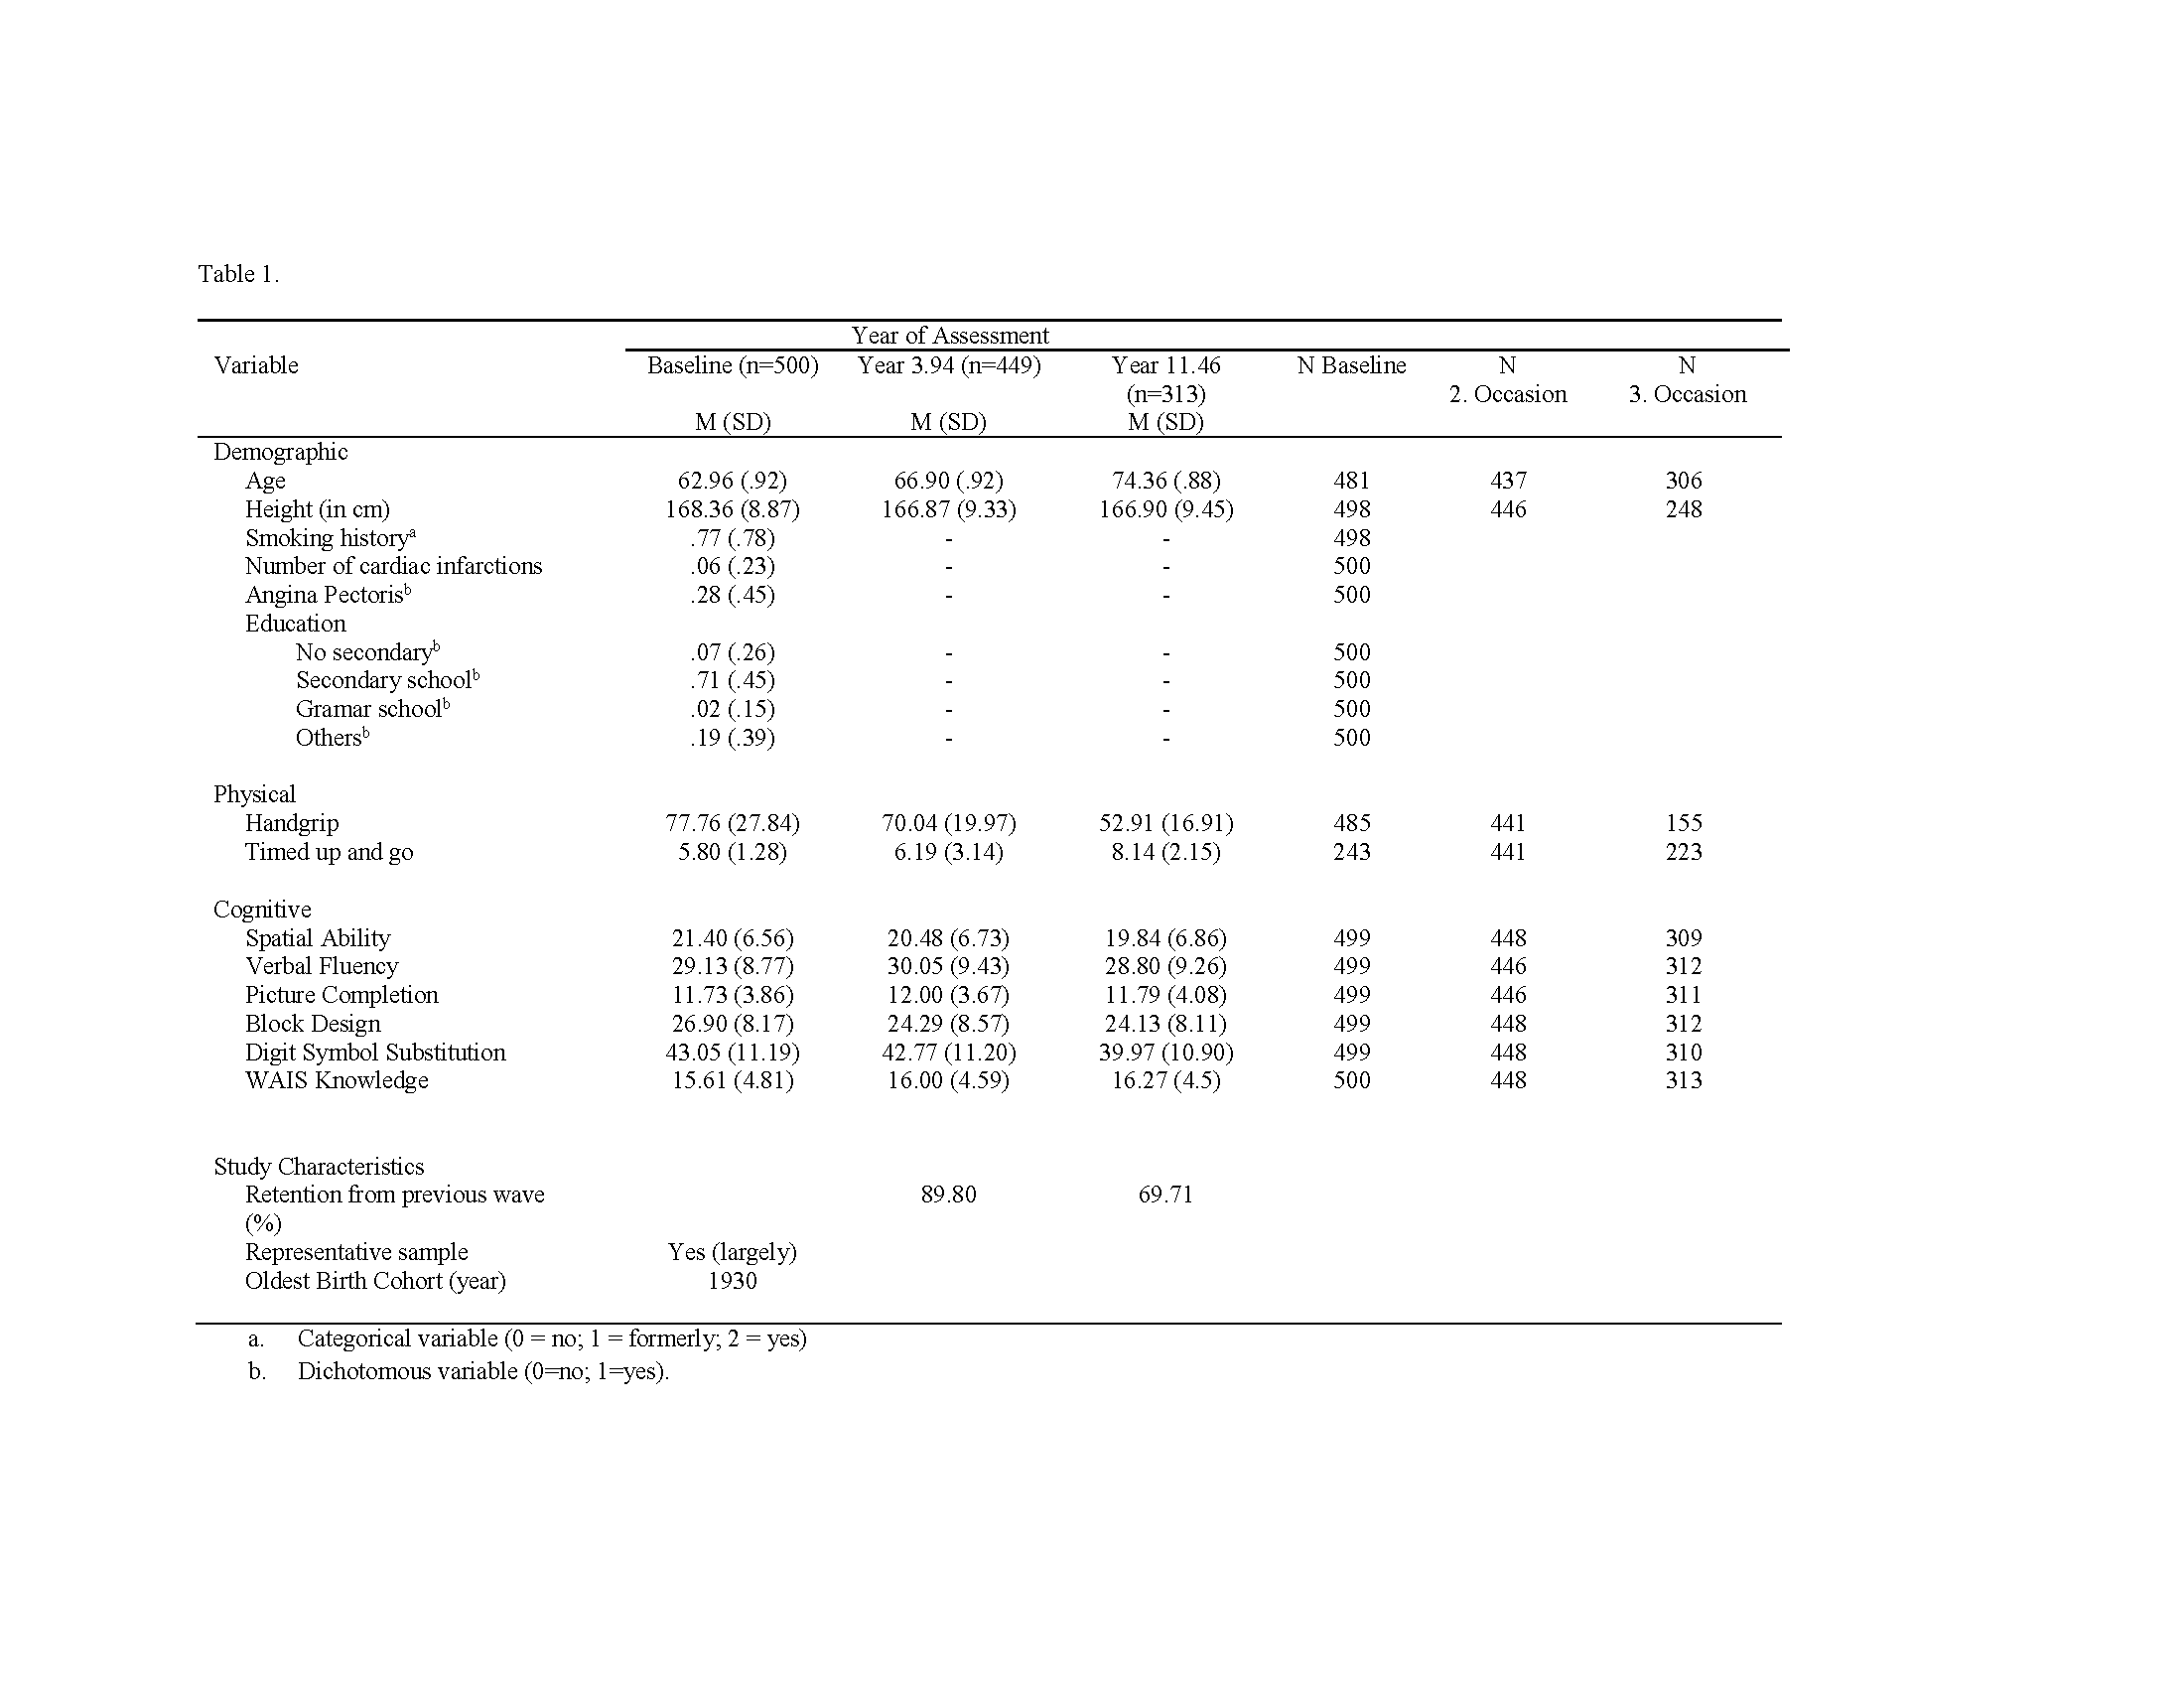 Table 1.
Year of Assessment
Variable Baseline (n=500) Year 3.94 (n=449) Year 11.46 N Baseline N N
(n=313) 2. Occasion 3. Occasion
M (SD) M (SD) M (SD)
Demographic
Age 62.96 (.92) 66.90 (.92) 74.36 (.88) 481 437 306
Height (in cm) 168.36 (8.87) 166.87 (9.33) 166.90 (9.45) 498 446 248
Smoking historyᵃ .77 (.78) - - 498
Number of cardiac infarctions .06 (.23) - - 500
Angina Pectorisᵇ .28 (.45) - - 500
Education
No secondaryᵇ .07 (.26) - - 500
Secondary schoolᵇ .71 (.45) - - 500
Gramar schoolᵇ .02 (.15) - - 500
Othersᵇ .19 (.39) - - 500
Physical
Handgrip 77.76 (27.84) 70.04 (19.97) 52.91 (16.91) 485 441 155
Timed up and go 5.80 (1.28) 6.19 (3.14) 8.14 (2.15) 243 441 223
Cognitive
Spatial Ability 21.40 (6.56) 20.48 (6.73) 19.84 (6.86) 499 448 309
Verbal Fluency 29.13 (8.77) 30.05 (9.43) 28.80 (9.26) 499 446 312
Picture Completion 11.73 (3.86) 12.00 (3.67) 11.79 (4.08) 499 446 311
Block Design 26.90 (8.17) 24.29 (8.57) 24.13 (8.11) 499 448 312
Digit Symbol Substitution 43.05 (11.19) 42.77 (11.20) 39.97 (10.90) 499 448 310
WAIS Knowledge 15.61 (4.81) 16.00 (4.59) 16.27 (4.5) 500 448 313
Study Characteristics
Retention from previous wave 89.80 69.71
(%)
Representative sample Yes (largely)
Oldest Birth Cohort (year) 1930
a. Categorical variable (0 = no; 1 = formerly; 2 = yes)
b. Dichotomous variable (0=no; 1=yes).